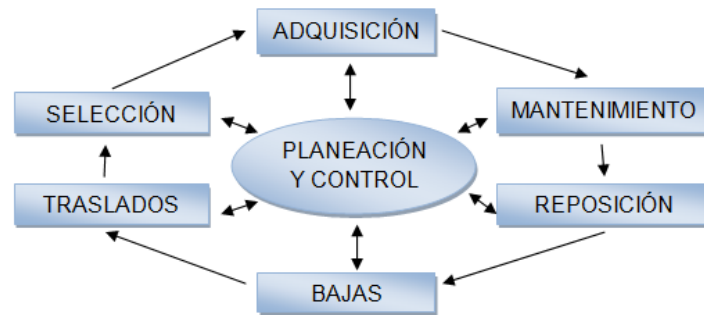 ADQUISICIÓN
SELECCIÓN
MANTENIMIENTO
PLANEACIÓN
Y CONTROL
TRASLADOS
REPOSICIÓN
BAJAS